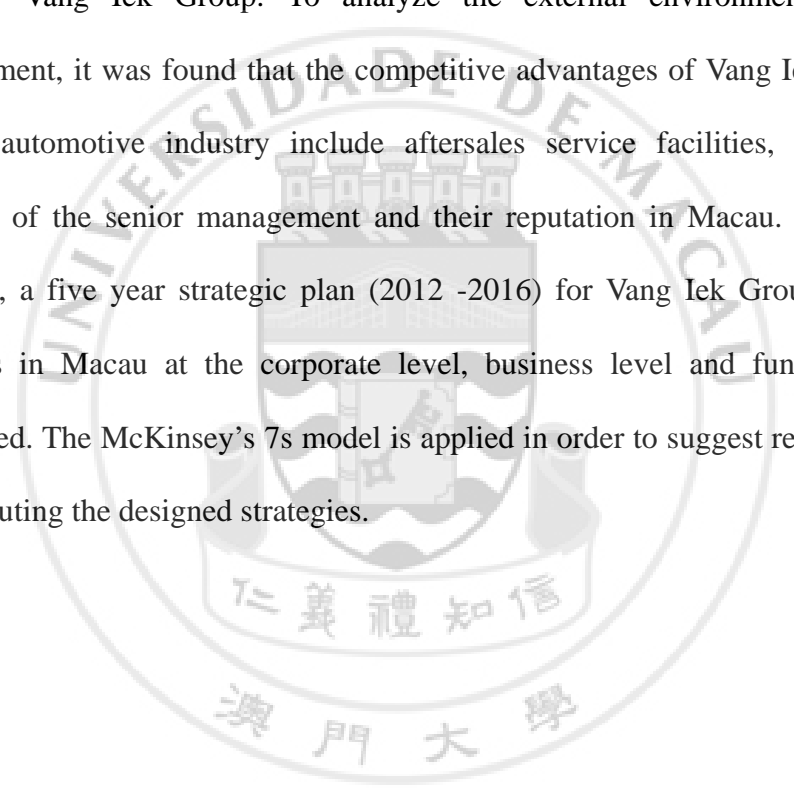 Vang Iek Group. To analyze the external environmen
ment, it was found that the competitive advantages of Vang Ie
automotive industry include aftersales service facilities,
of the senior management and their reputation in Macau.
, a five year strategic plan (2012 -2016) for Vang Iek Grou
s in Macau at the corporate level, business level and fun
ed. The McKinsey’s 7s model is applied in order to suggest re
uting the designed strategies.
UNIVERSIDADE DE MACAU
仁義禮知信
澳門大學